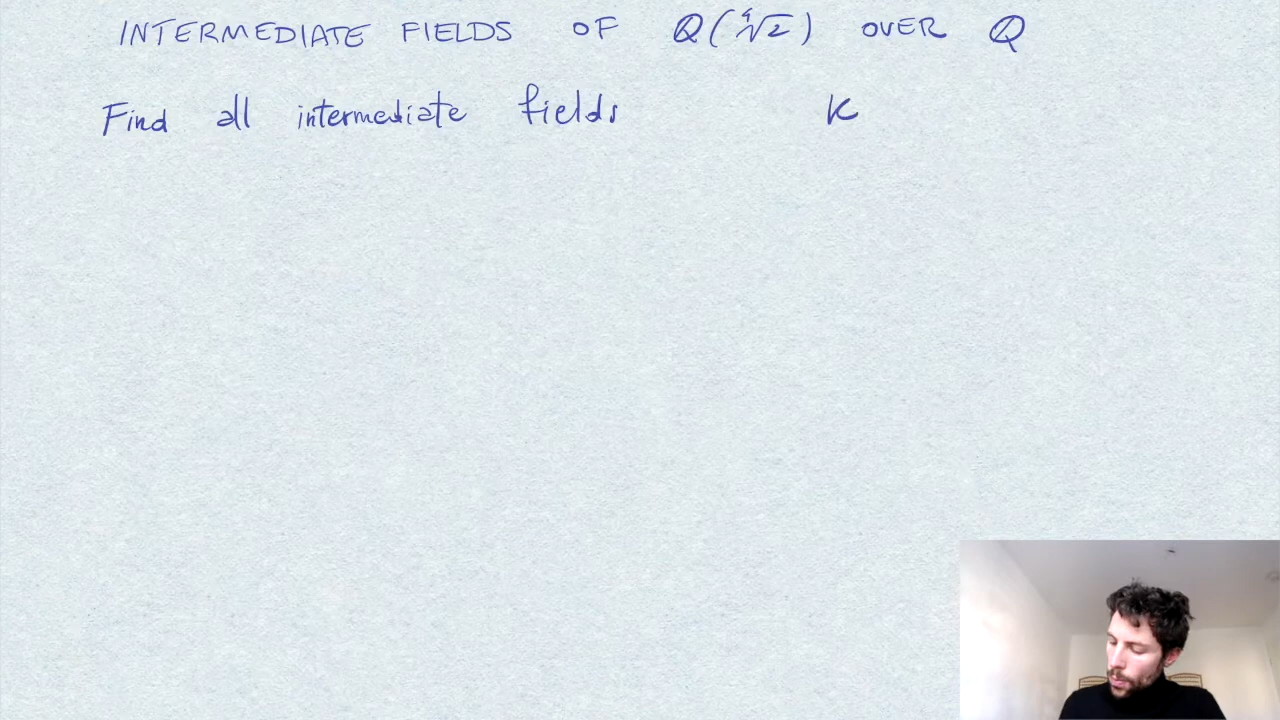 INTERMEDIATE FIELDS OF ℚ(∜2) OVER ℚ
Find all intermediate fields K